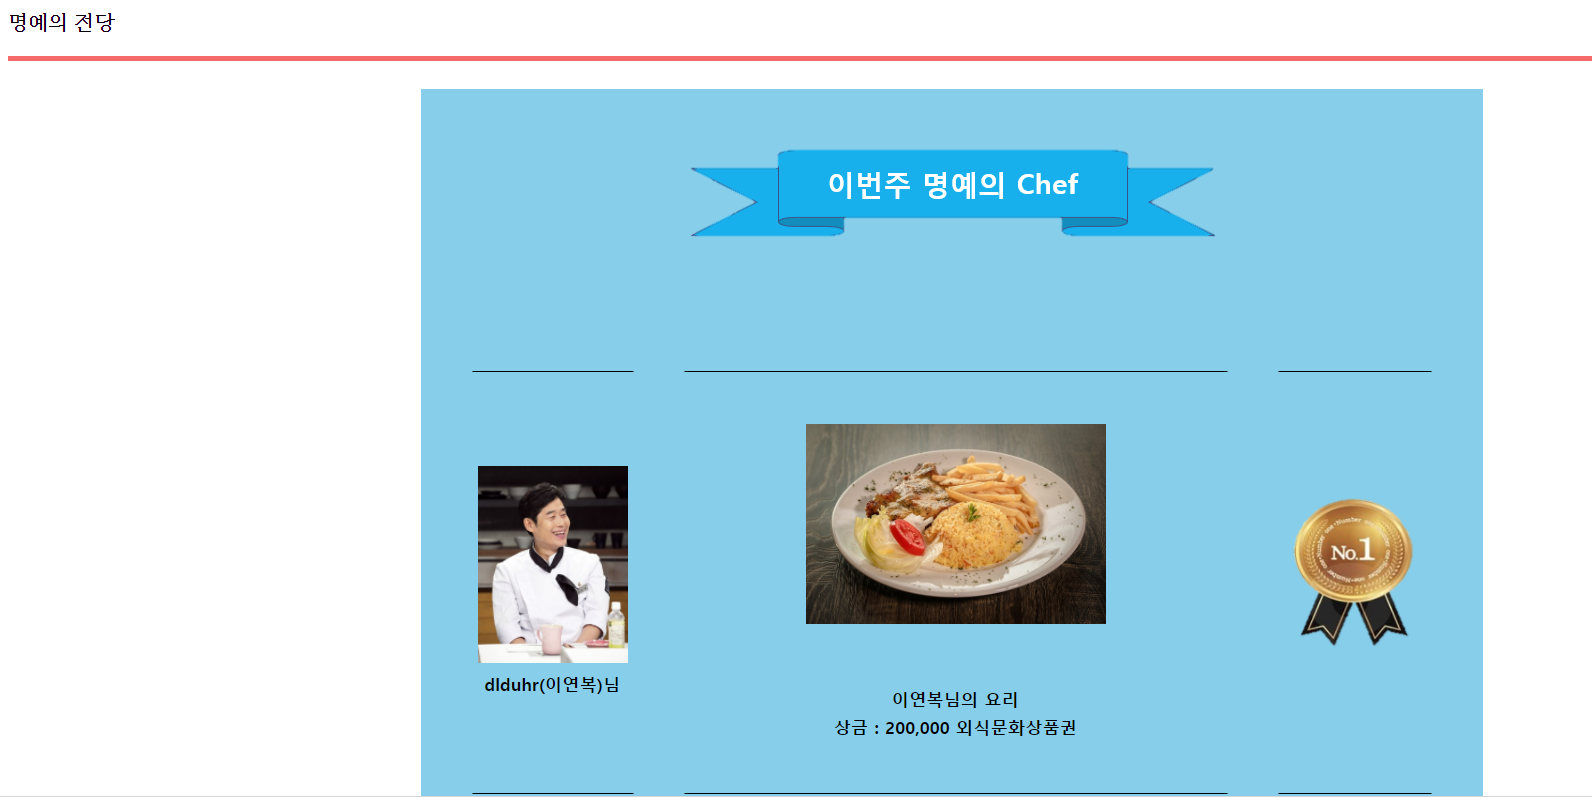 명예의 전당
이번주 명예의 Chef
No.1
dlduhr(이연복)님
이연복님의 요리
상금 : 200,000 외식문화상품권